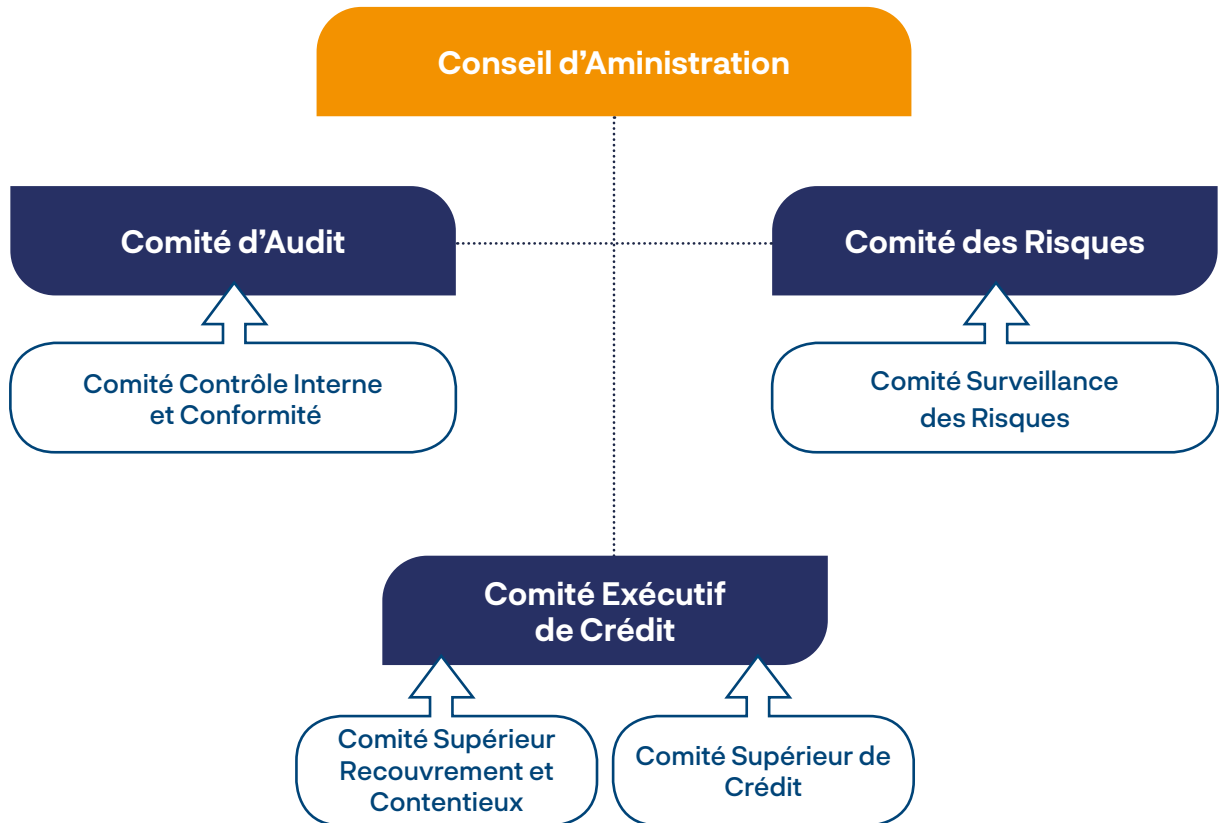 Conseil d’Aministration
Comité d’Audit
Comité des Risques
Comité Contrôle Interne
et Conformité
Comité Surveillance
des Risques
Comité Exécutif
de Crédit
Comité Supérieur
Recouvrement et
Contentieux
Comité Supérieur de
Crédit